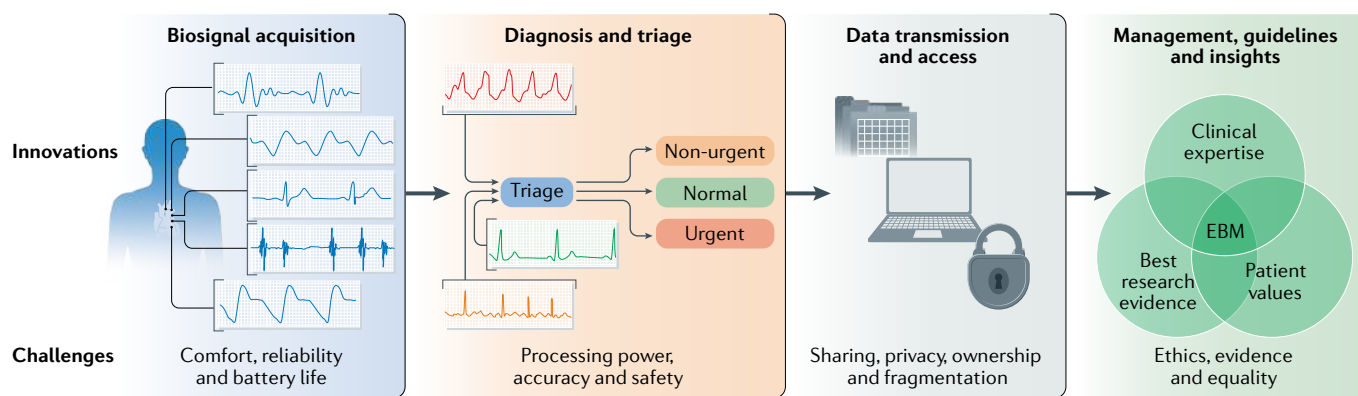 Biosignal acquisition
Diagnosis and triage
Data transmission
and access
Management, guidelines
and insights
Innovations
Triage
Non-urgent
Normal
Urgent
Clinical
expertise
EBM
Best
research
evidence
Patient
values
Challenges
Comfort, reliability
and battery life
Processing power,
accuracy and safety
Sharing, privacy, ownership
and fragmentation
Ethics, evidence
and equality